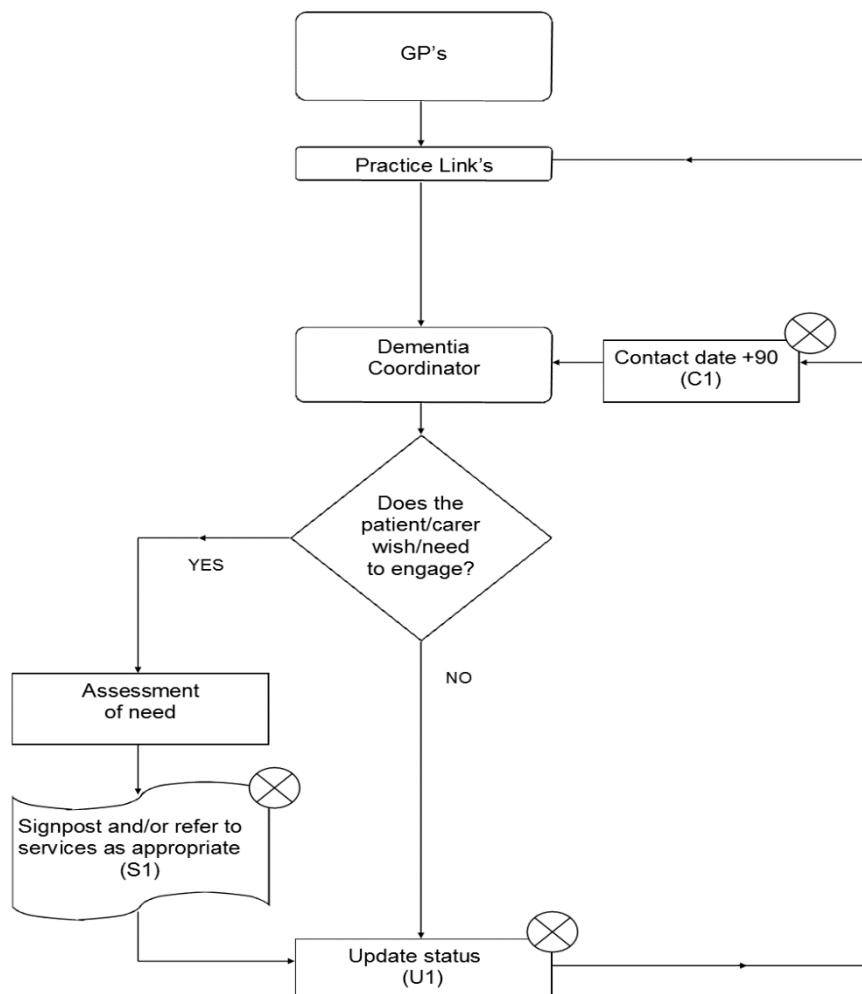 GP’s
Practice Link’s
Dementia
Coordinator
Contact date +90
(C1)
Does the
patient/carer
wish/need
to engage?
YES
NO
Assessment
of need
Signpost and/or refer to
services as appropriate
(S1)
Update status
(U1)